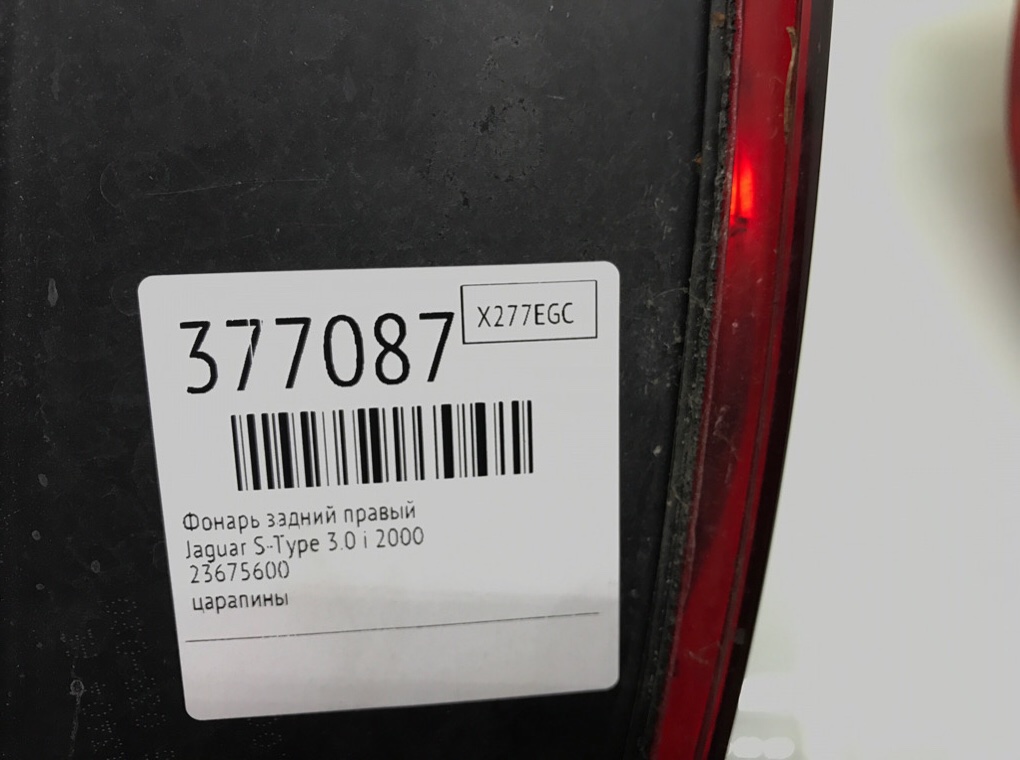 377087
X277EGC
Фонарь задний правый
Jaguar S-Type 3.0 i 2000
23675600
царапины